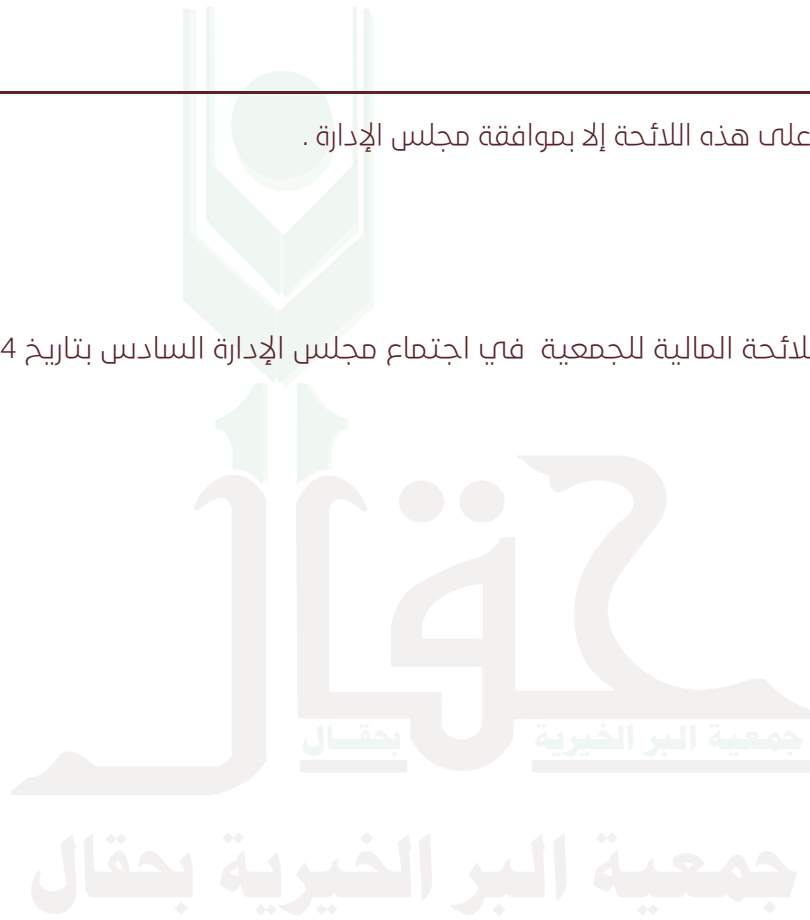 على هذه اللائحة إلا بموافقة مجلس الإدارة .
لائحة المالية للجمعية في اجتماع مجلس الإدارة السادس بتاريخ 4
حقال
جمعية البر الخيرية بحقال
جمعية البر الخيرية بحقال